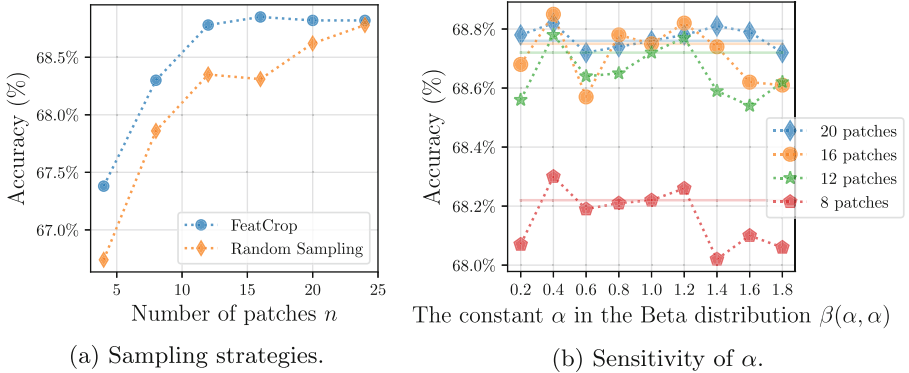 68.5%
68.0%
67.5%
67.0%
Accuracy (%)
FeatCrop
Random Sampling
5 10 15 20 25
Number of patches n
(a) Sampling strategies.
68.8%
68.6%
68.4%
68.2%
68.0%
Accuracy (%)
20 patches
16 patches
12 patches
8 patches
0.2 0.4 0.6 0.8 1.0 1.2 1.4 1.6 1.8
The constant α in the Beta distribution β(α, α)
(b) Sensitivity of α.